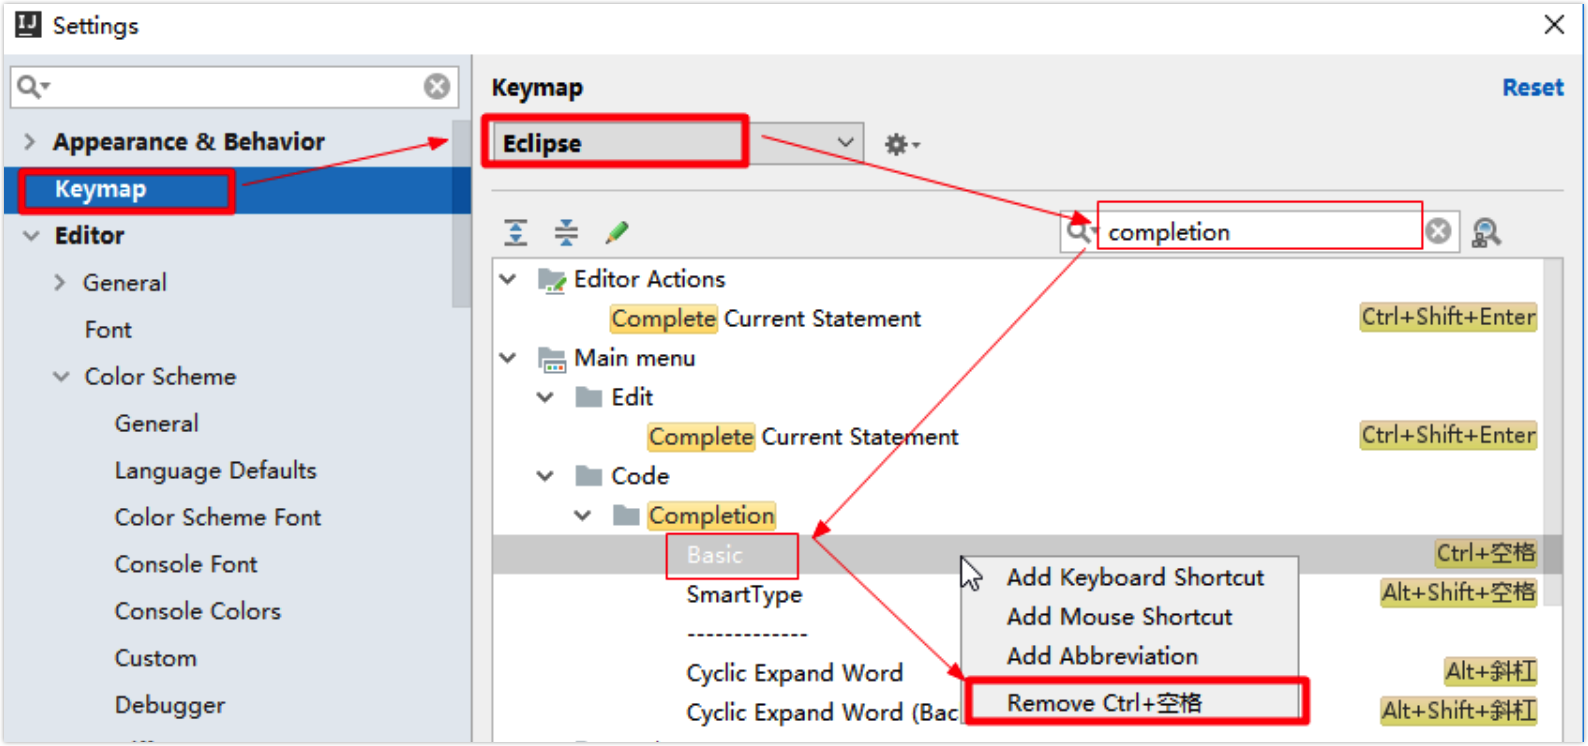 IJ Settings
Keymap
Reset
Appearance & Behavior
Eclipse
Keymap
Editor
completion
General
Editor Actions
Font
Complete Current Statement Ctrl+Shift+Enter
Main menu
Color Scheme
Edit
General
Complete Current Statement Ctrl+Shift+Enter
Language Defaults
Code
Color Scheme Font
Completion
Console Font
Basic Ctrl+空格
Add Keyboard Shortcut
SmartType Alt+Shift+空格
Console Colors
Add Mouse Shortcut
-------------
Custom
Add Abbreviation
Cyclic Expand Word Alt+斜杠
Debugger
Remove Ctrl+空格
Cyclic Expand Word (Bac Alt+Shift+斜杠